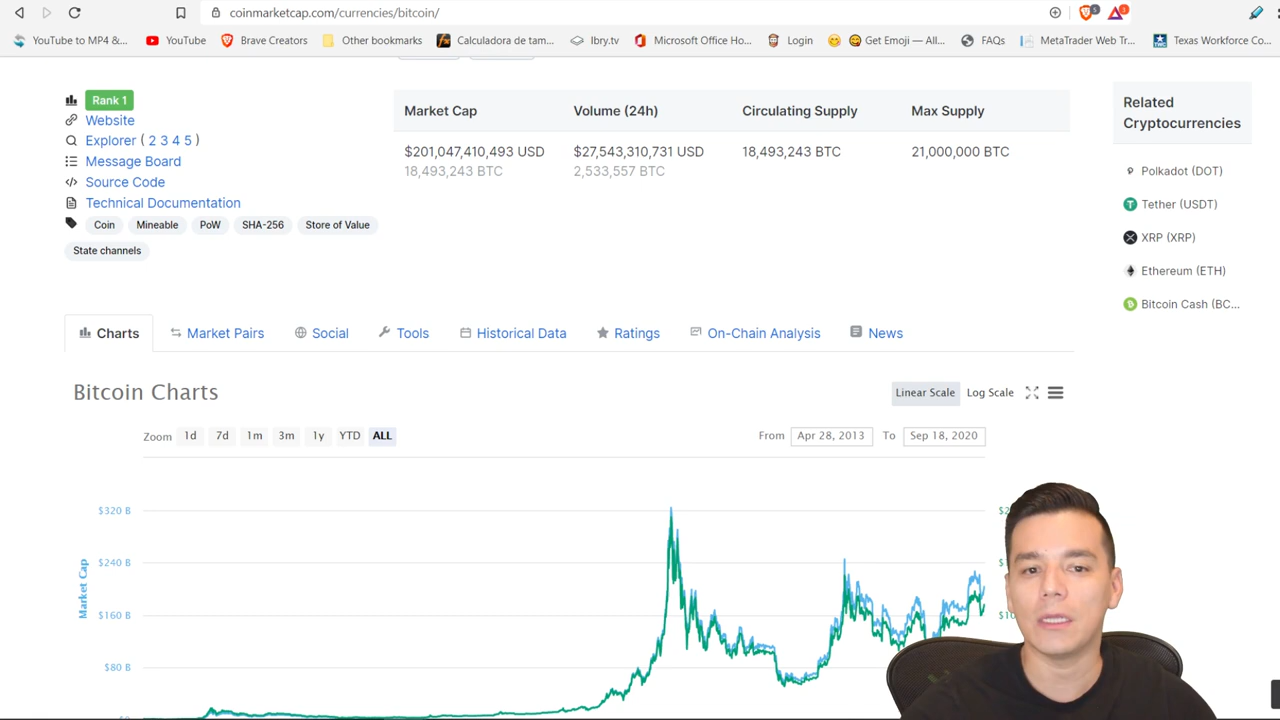 coinmarketcap.com/currencies/bitcoin/
5
3
YouTube to MP4 &...
YouTube
Brave Creators
Other bookmarks
Calculadora de tam...
lbry.tv
Microsoft Office Ho...
Login
Get Emoji — All...
FAQs
MetaTrader Web Tr...
Texas Workforce Co...
Rank 1
Website
Explorer ( 2 3 4 5 )
Message Board
Source Code
Technical Documentation
Coin Mineable PoW SHA-256 Store of Value
State channels
Market Cap Volume (24h) Circulating Supply Max Supply
$201,047,410,493 USD $27,543,310,731 USD 18,493,243 BTC 21,000,000 BTC
18,493,243 BTC 2,533,557 BTC
Related
Cryptocurrencies
Polkadot (DOT)
Tether (USDT)
XRP (XRP)
Ethereum (ETH)
Bitcoin Cash (BC...
Charts Market Pairs Social Tools Historical Data Ratings On-Chain Analysis News
Bitcoin Charts
Linear Scale Log Scale
Zoom 1d 7d 1m 3m 1y YTD ALL
From Apr 28, 2013 To Sep 18, 2020
$320 B
$240 B
$160 B
$80 B
Market Cap